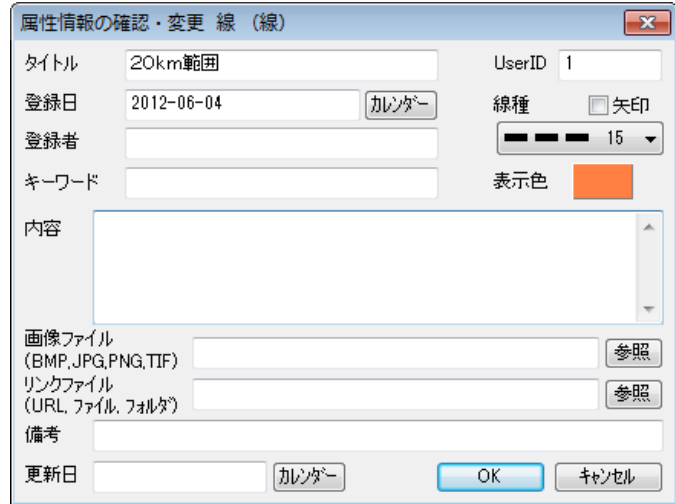 属性情報の確認・変更 線 (線)
タイトル 20km範囲 UserID 1
登録日 2012-06-04 カレンダー 線種 矢印
登録者 15
キーワード 表示色
内容
画像ファイル
(BMP,JPG,PNG,TIF) 参照
リンクファイル
(URL, ファイル, フォルダ) 参照
備考
更新日 カレンダー OK キャンセル